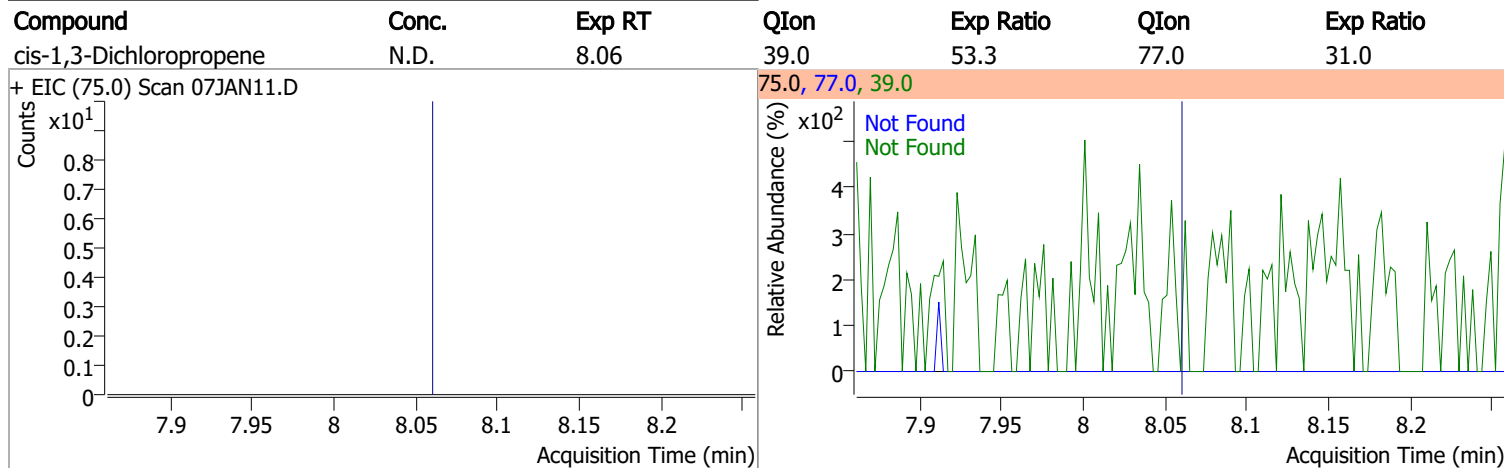 Compound Conc. Exp RT QIon Exp Ratio QIon Exp Ratio
cis-1,3-Dichloropropene N.D. 8.06 39.0 53.3 77.0 31.0
+ EIC (75.0) Scan 07JAN11.D
Counts
x10¹
0.8
0.7
0.6
0.5
0.4
0.3
0.2
0.1
0
7.9 7.95 8 8.05 8.1 8.15 8.2
Acquisition Time (min)
75.0, 77.0, 39.0
Relative Abundance (%)
x10²
Not Found
Not Found
4
3
2
1
0
7.9 7.95 8 8.05 8.1 8.15 8.2
Acquisition Time (min)